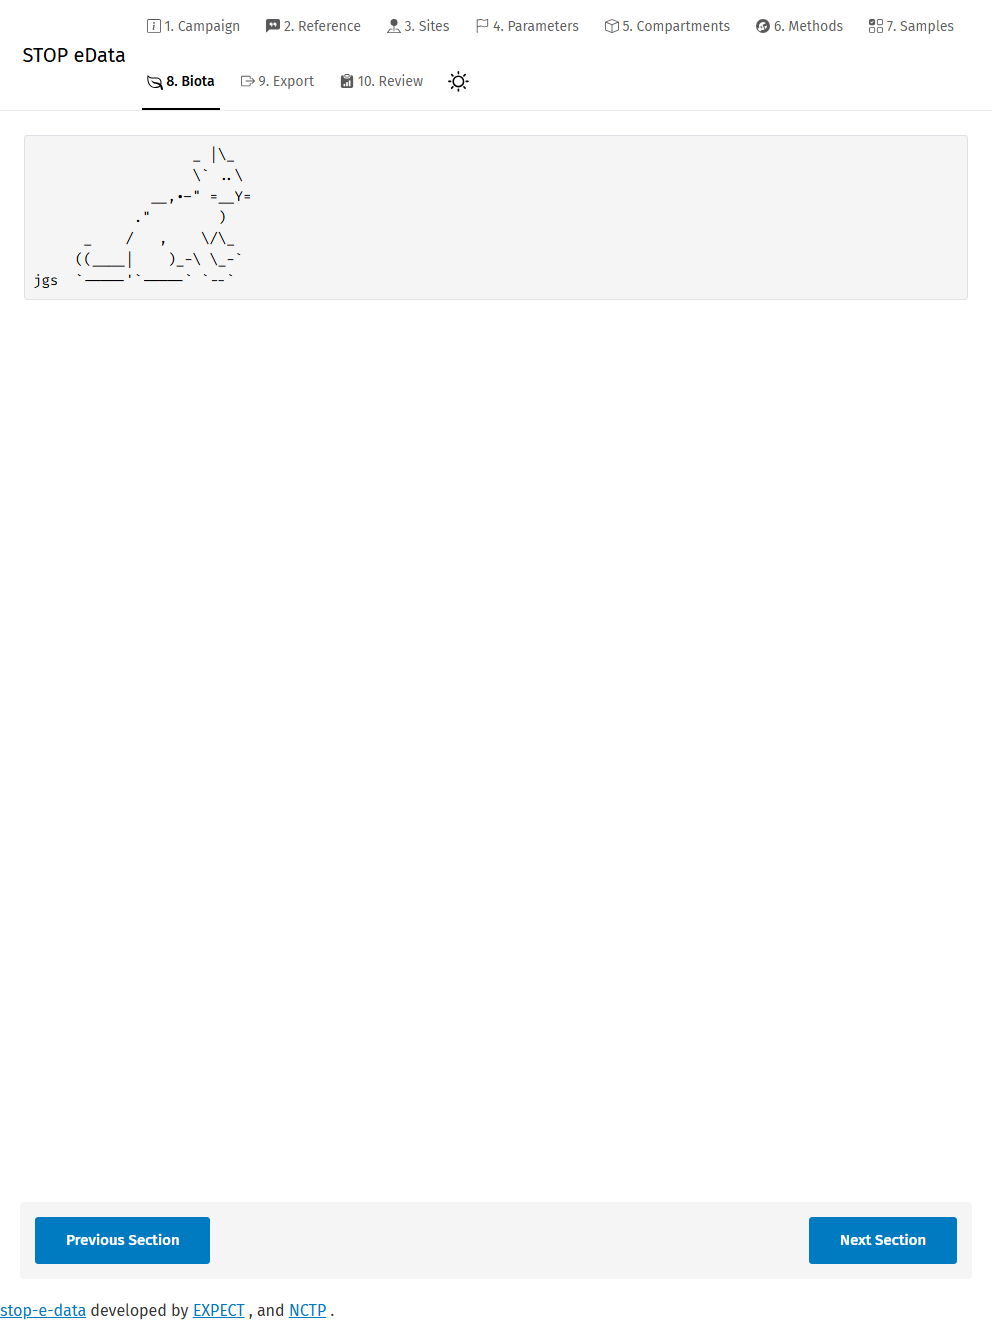 1. Campaign 2. Reference 3. Sites 4. Parameters 5. Compartments 6. Methods 7. Samples
STOP eData
8. Biota 9. Export 10. Review
                   _ |\_
                   \` ..\
              __,.-" =__Y=
            ."        )
      _    /   ,    \/\_
     ((____|    )_-\ \_-`
jgs  `-----'`-----` `--`
Previous Section Next Section
stop-e-data developed by EXPECT , and NCTP .